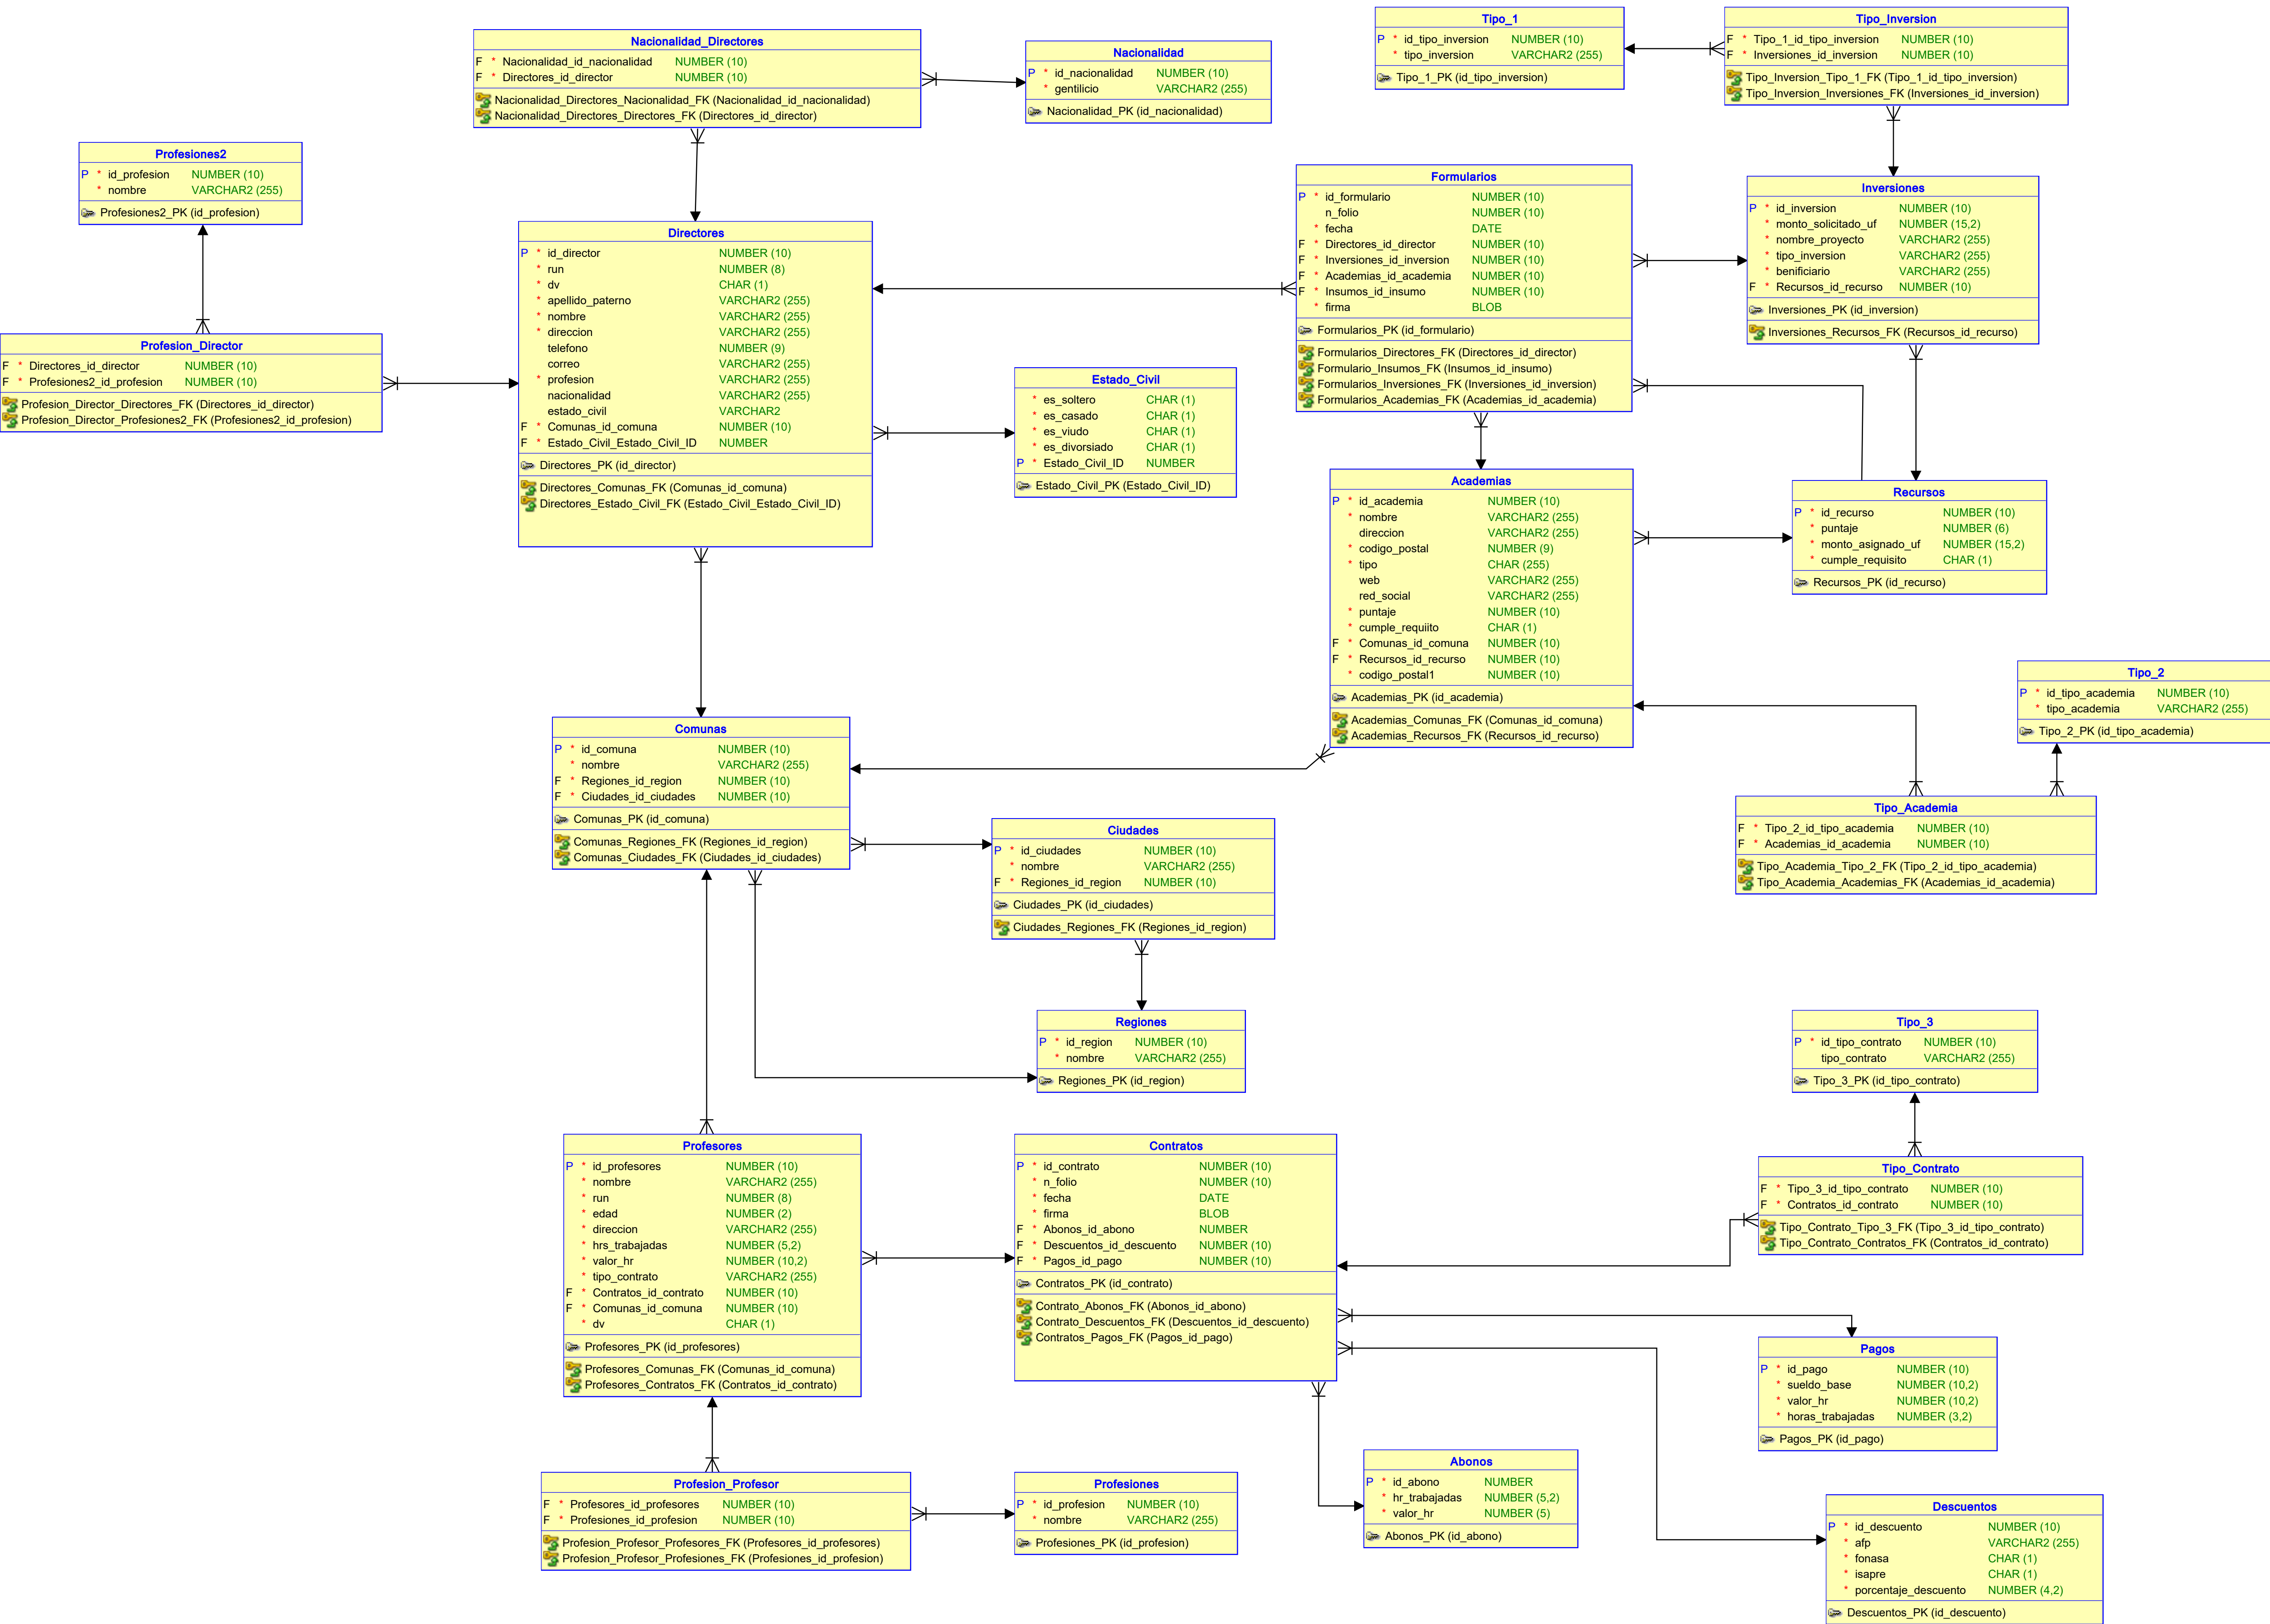 Nacionalidad_Directores
F * Nacionalidad_id_nacionalidad NUMBER (10)
F * Directores_id_director NUMBER (10)
Nacionalidad_Directores_Nacionalidad_FK (Nacionalidad_id_nacionalidad)
Nacionalidad_Directores_Directores_FK (Directores_id_director)
Nacionalidad
P * id_nacionalidad NUMBER (10)
* gentilicio VARCHAR2 (255)
Nacionalidad_PK (id_nacionalidad)
Tipo_1
P * id_tipo_inversion NUMBER (10)
* tipo_inversion VARCHAR2 (255)
Tipo_1_PK (id_tipo_inversion)
Tipo_Inversion
F * Tipo_1_id_tipo_inversion NUMBER (10)
F * Inversiones_id_inversion NUMBER (10)
Tipo_Inversion_Tipo_1_FK (Tipo_1_id_tipo_inversion)
Tipo_Inversion_Inversiones_FK (Inversiones_id_inversion)
Profesiones2
P * id_profesion NUMBER (10)
* nombre VARCHAR2 (255)
Profesiones2_PK (id_profesion)
Directores
P * id_director NUMBER (10)
* run NUMBER (8)
* dv CHAR (1)
* apellido_paterno VARCHAR2 (255)
* nombre VARCHAR2 (255)
* direccion VARCHAR2 (255)
telefono NUMBER (9)
correo VARCHAR2 (255)
* profesion VARCHAR2 (255)
nacionalidad VARCHAR2 (255)
estado_civil VARCHAR2
F * Comunas_id_comuna NUMBER (10)
F * Estado_Civil_Estado_Civil_ID NUMBER
Directores_PK (id_director)
Directores_Comunas_FK (Comunas_id_comuna)
Directores_Estado_Civil_FK (Estado_Civil_Estado_Civil_ID)
Formularios
P * id_formulario NUMBER (10)
n_folio NUMBER (10)
* fecha DATE
F * Directores_id_director NUMBER (10)
F * Inversiones_id_inversion NUMBER (10)
F * Academias_id_academia NUMBER (10)
F * Insumos_id_insumo NUMBER (10)
* firma BLOB
Formularios_PK (id_formulario)
Formularios_Directores_FK (Directores_id_director)
Formulario_Insumos_FK (Insumos_id_insumo)
Formularios_Inversiones_FK (Inversiones_id_inversion)
Formularios_Academias_FK (Academias_id_academia)
Inversiones
P * id_inversion NUMBER (10)
* monto_solicitado_uf NUMBER (15,2)
* nombre_proyecto VARCHAR2 (255)
* tipo_inversion VARCHAR2 (255)
* benificiario VARCHAR2 (255)
F * Recursos_id_recurso NUMBER (10)
Inversiones_PK (id_inversion)
Inversiones_Recursos_FK (Recursos_id_recurso)
Profesion_Director
F * Directores_id_director NUMBER (10)
F * Profesiones2_id_profesion NUMBER (10)
Profesion_Director_Directores_FK (Directores_id_director)
Profesion_Director_Profesiones2_FK (Profesiones2_id_profesion)
Estado_Civil
* es_soltero CHAR (1)
* es_casado CHAR (1)
* es_viudo CHAR (1)
* es_divorsiado CHAR (1)
P * Estado_Civil_ID NUMBER
Estado_Civil_PK (Estado_Civil_ID)
Academias
P * id_academia NUMBER (10)
* nombre VARCHAR2 (255)
direccion VARCHAR2 (255)
* codigo_postal NUMBER (9)
* tipo CHAR (255)
web VARCHAR2 (255)
red_social VARCHAR2 (255)
* puntaje NUMBER (10)
* cumple_requiito CHAR (1)
F * Comunas_id_comuna NUMBER (10)
F * Recursos_id_recurso NUMBER (10)
* codigo_postal1 NUMBER (10)
Academias_PK (id_academia)
Academias_Comunas_FK (Comunas_id_comuna)
Academias_Recursos_FK (Recursos_id_recurso)
Recursos
P * id_recurso NUMBER (10)
* puntaje NUMBER (6)
* monto_asignado_uf NUMBER (15,2)
* cumple_requisito CHAR (1)
Recursos_PK (id_recurso)
Tipo_2
P * id_tipo_academia NUMBER (10)
* tipo_academia VARCHAR2 (255)
Tipo_2_PK (id_tipo_academia)
Comunas
P * id_comuna NUMBER (10)
* nombre VARCHAR2 (255)
F * Regiones_id_region NUMBER (10)
F * Ciudades_id_ciudades NUMBER (10)
Comunas_PK (id_comuna)
Comunas_Regiones_FK (Regiones_id_region)
Comunas_Ciudades_FK (Ciudades_id_ciudades)
Tipo_Academia
F * Tipo_2_id_tipo_academia NUMBER (10)
F * Academias_id_academia NUMBER (10)
Tipo_Academia_Tipo_2_FK (Tipo_2_id_tipo_academia)
Tipo_Academia_Academias_FK (Academias_id_academia)
Ciudades
P * id_ciudades NUMBER (10)
* nombre VARCHAR2 (255)
F * Regiones_id_region NUMBER (10)
Ciudades_PK (id_ciudades)
Ciudades_Regiones_FK (Regiones_id_region)
Regiones
P * id_region NUMBER (10)
* nombre VARCHAR2 (255)
Regiones_PK (id_region)
Tipo_3
P * id_tipo_contrato NUMBER (10)
tipo_contrato VARCHAR2 (255)
Tipo_3_PK (id_tipo_contrato)
Profesores
P * id_profesores NUMBER (10)
* nombre VARCHAR2 (255)
* run NUMBER (8)
* edad NUMBER (2)
* direccion VARCHAR2 (255)
* hrs_trabajadas NUMBER (5,2)
* valor_hr NUMBER (10,2)
* tipo_contrato VARCHAR2 (255)
F * Contratos_id_contrato NUMBER (10)
F * Comunas_id_comuna NUMBER (10)
* dv CHAR (1)
Profesores_PK (id_profesores)
Profesores_Comunas_FK (Comunas_id_comuna)
Profesores_Contratos_FK (Contratos_id_contrato)
Contratos
P * id_contrato NUMBER (10)
* n_folio NUMBER (10)
* fecha DATE
* firma BLOB
F * Abonos_id_abono NUMBER
F * Descuentos_id_descuento NUMBER (10)
F * Pagos_id_pago NUMBER (10)
Contratos_PK (id_contrato)
Contrato_Abonos_FK (Abonos_id_abono)
Contrato_Descuentos_FK (Descuentos_id_descuento)
Contratos_Pagos_FK (Pagos_id_pago)
Tipo_Contrato
F * Tipo_3_id_tipo_contrato NUMBER (10)
F * Contratos_id_contrato NUMBER (10)
Tipo_Contrato_Tipo_3_FK (Tipo_3_id_tipo_contrato)
Tipo_Contrato_Contratos_FK (Contratos_id_contrato)
Pagos
P * id_pago NUMBER (10)
* sueldo_base NUMBER (10,2)
* valor_hr NUMBER (10,2)
* horas_trabajadas NUMBER (3,2)
Pagos_PK (id_pago)
Profesion_Profesor
F * Profesores_id_profesores NUMBER (10)
F * Profesiones_id_profesion NUMBER (10)
Profesion_Profesor_Profesores_FK (Profesores_id_profesores)
Profesion_Profesor_Profesiones_FK (Profesiones_id_profesion)
Profesiones
P * id_profesion NUMBER (10)
* nombre VARCHAR2 (255)
Profesiones_PK (id_profesion)
Abonos
P * id_abono NUMBER
* hr_trabajadas NUMBER (5,2)
* valor_hr NUMBER (5)
Abonos_PK (id_abono)
Descuentos
P * id_descuento NUMBER (10)
* afp VARCHAR2 (255)
* fonasa CHAR (1)
* isapre CHAR (1)
* porcentaje_descuento NUMBER (4,2)
Descuentos_PK (id_descuento)